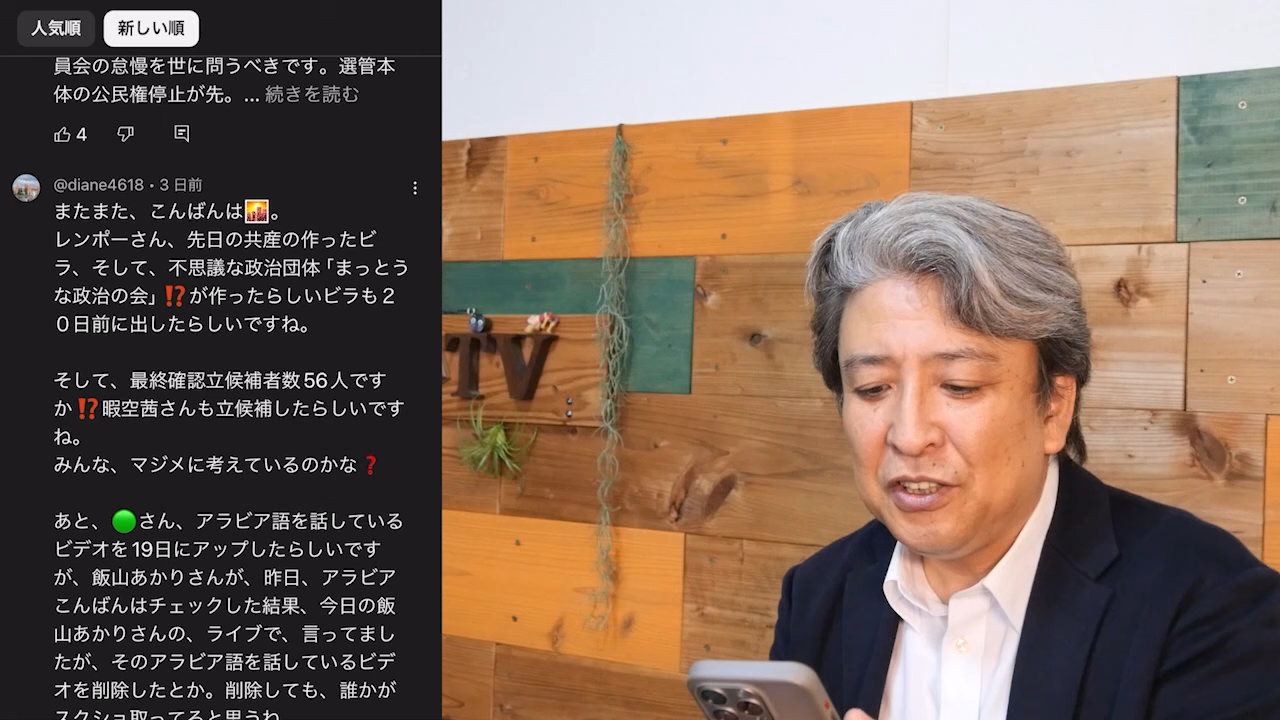 人気順
新しい順
員会の怠慢を世に問うべきです。選管本
体の公民権停止が先。... 続きを読む
4
@diane4618・3 日前
またまた、こんばんは🌇。
レンポーさん、先日の共産の作ったビ
ラ、そして、不思議な政治団体「まっとう
な政治の会」⁉️が作ったらしいビラも２
０日前に出したらしいですね。
そして、最終確認立候補者数56人です
か⁉️暇空茜さんも立候補したらしいです
ね。
みんな、マジメに考えているのかな❓
あと、🟢さん、アラビア語を話している
ビデオを19日にアップしたらしいです
が、飯山あかりさんが、昨日、アラビア
こんばんはチェックした結果、今日の飯
山あかりさんの、ライブで、言ってまし
たが、そのアラビア語を話しているビデ
オを削除したとか。削除しても、誰かが
スクショ取ってると思うね
TV